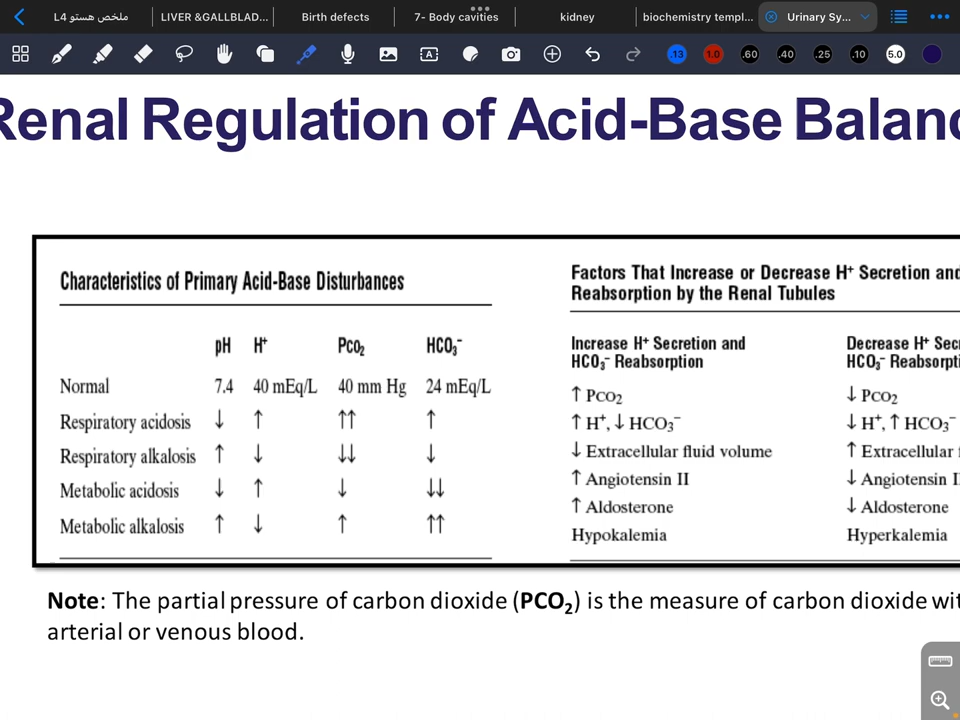 ملخص هستو L4
LIVER &GALLBLAD...
Birth defects
7- Body cavities
kidney
biochemistry templ...
Urinary Sy...
13
1.0
.60
.40
.25
.10
5.0
Renal Regulation of Acid-Base Balanc
Characteristics of Primary Acid-Base Disturbances
pH H⁺ Pco₂ HCO₃⁻
Normal 7.4 40 mEq/L 40 mm Hg 24 mEq/L
Respiratory acidosis ↓ ↑ ↑↑ ↑
Respiratory alkalosis ↑ ↓ ↓↓ ↓
Metabolic acidosis ↓ ↑ ↓ ↓↓
Metabolic alkalosis ↑ ↓ ↑ ↑↑
Factors That Increase or Decrease H⁺ Secretion and
Reabsorption by the Renal Tubules
Increase H⁺ Secretion and
HCO₃⁻ Reabsorption
↑ PCO₂
↑ H⁺, ↓ HCO₃⁻
↓ Extracellular fluid volume
↑ Angiotensin II
↑ Aldosterone
Hypokalemia
Decrease H⁺ Sec
HCO₃⁻ Reabsorpti
↓ PCO₂
↓ H⁺, ↑ HCO₃⁻
↑ Extracellular
↓ Angiotensin I
↓ Aldosterone
Hyperkalemia
Note: The partial pressure of carbon dioxide (PCO₂) is the measure of carbon dioxide wit
arterial or venous blood.